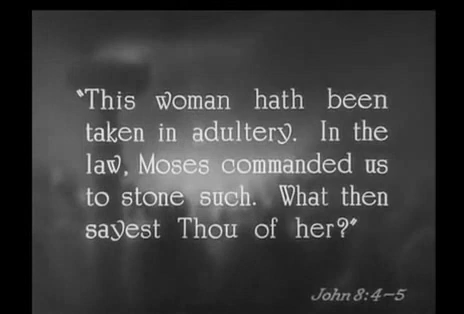 "This woman hath been
taken in adultery. In the
law, Moses commanded us
to stone such. What then
sayest Thou of her?"
John 8:4-5